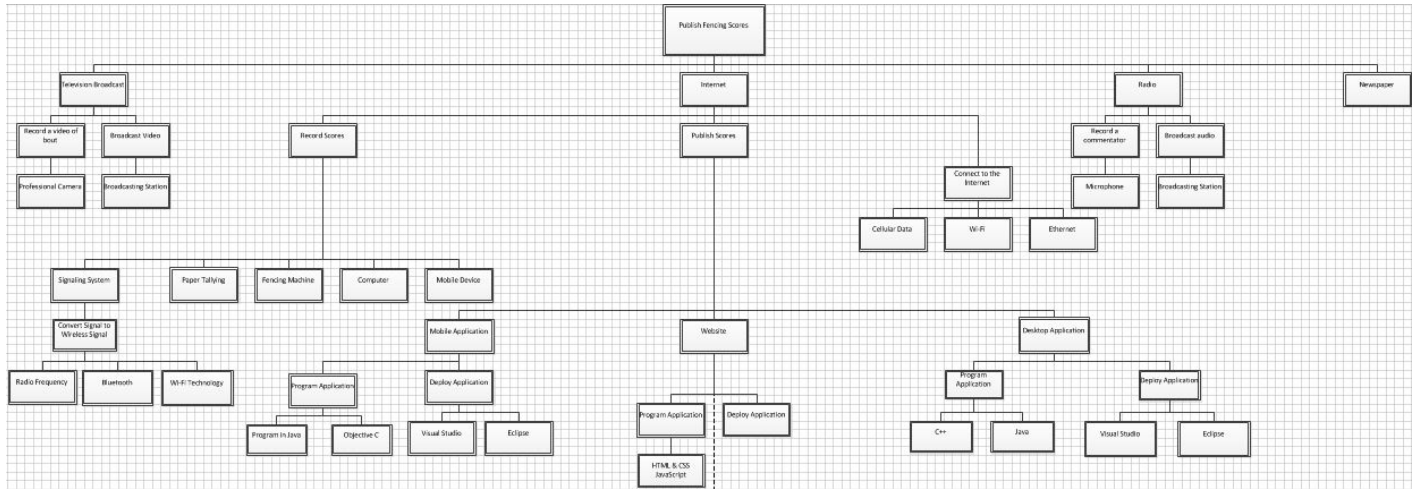 Publish Fencing Scores
Television Broadcast
Internet
Radio
Newspaper
Record a video of
bout
Broadcast Video
Record Scores
Publish Scores
Record a
commentator
Broadcast audio
Professional Camera
Broadcasting Station
Connect to the
Internet
Microphone
Broadcasting Station
Cellular Data
Wi-Fi
Ethernet
Signaling System
Paper Tallying
Fencing Machine
Computer
Mobile Device
Convert Signal to
Wireless Signal
Mobile Application
Website
Desktop Application
Radio Frequency
Bluetooth
Wi-Fi Technology
Program Application
Deploy Application
Program
Application
Deploy Application
Program Application
Deploy Application
Program In Java
Objective C
Visual Studio
Eclipse
C++
Java
Visual Studio
Eclipse
HTML & CSS
JavaScript